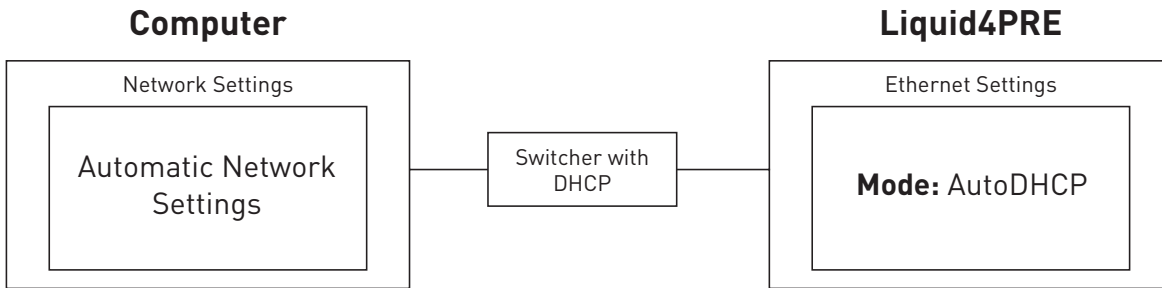 Computer
Liquid4PRE
Network Settings
Automatic Network
Settings
Switcher with
DHCP
Ethernet Settings
Mode: AutoDHCP